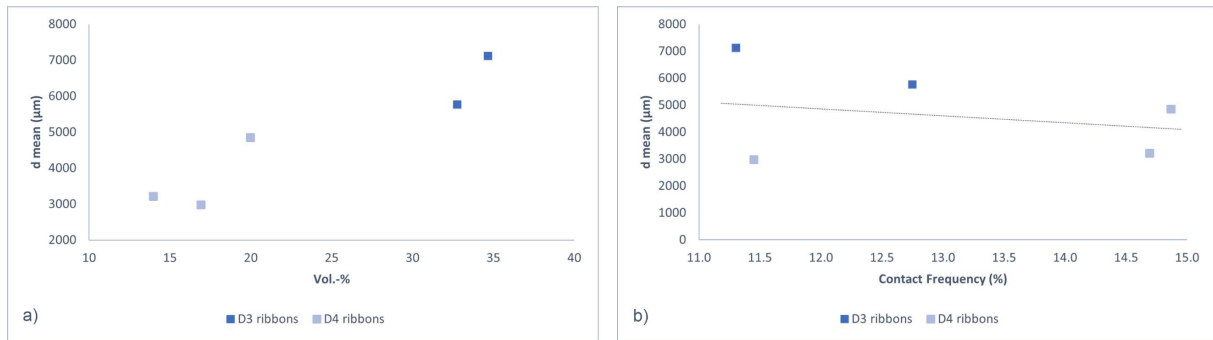 8000
7000
6000
5000
4000
3000
2000
d mean (µm)
10 15 20 25 30 35 40
Vol.-%
D3 ribbons D4 ribbons
a)
8000
7000
6000
5000
4000
3000
2000
1000
0
d mean (µm)
11.0 11.5 12.0 12.5 13.0 13.5 14.0 14.5 15.0
Contact Frequency (%)
D3 ribbons D4 ribbons
b)